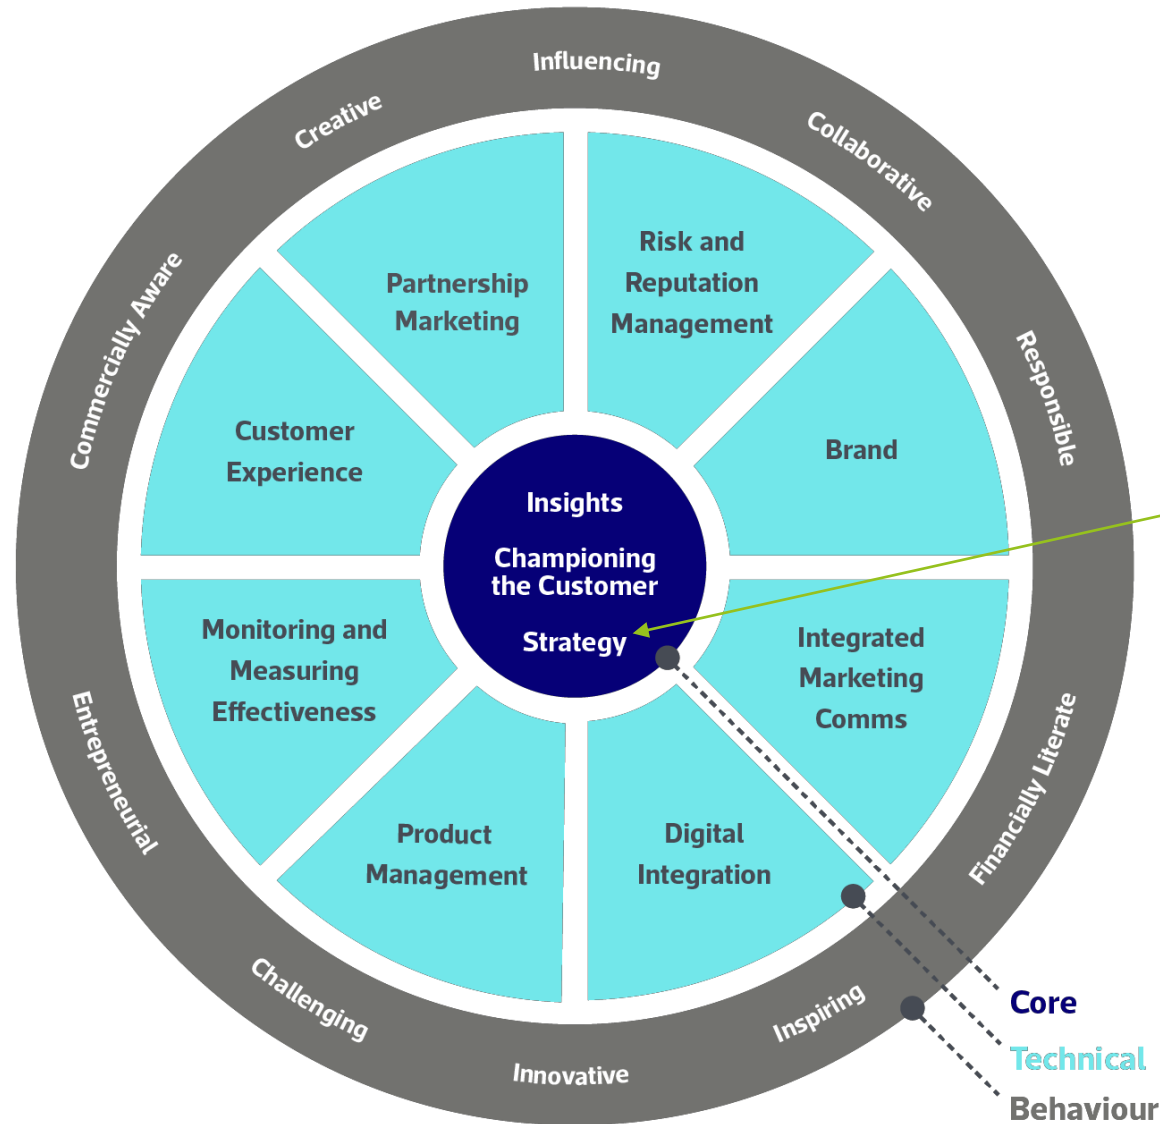 Influencing
Creative
Collaborative
Commercially Aware
Responsible
Partnership
Marketing
Risk and
Reputation
Management
Customer
Experience
Brand
Insights
Championing
the Customer
Strategy
Monitoring and
Measuring
Effectiveness
Integrated
Marketing
Comms
Product
Management
Digital
Integration
Entrepreneurial
Financially Literate
Challenging
Innovative
Inspiring
Core
Technical
Behaviour